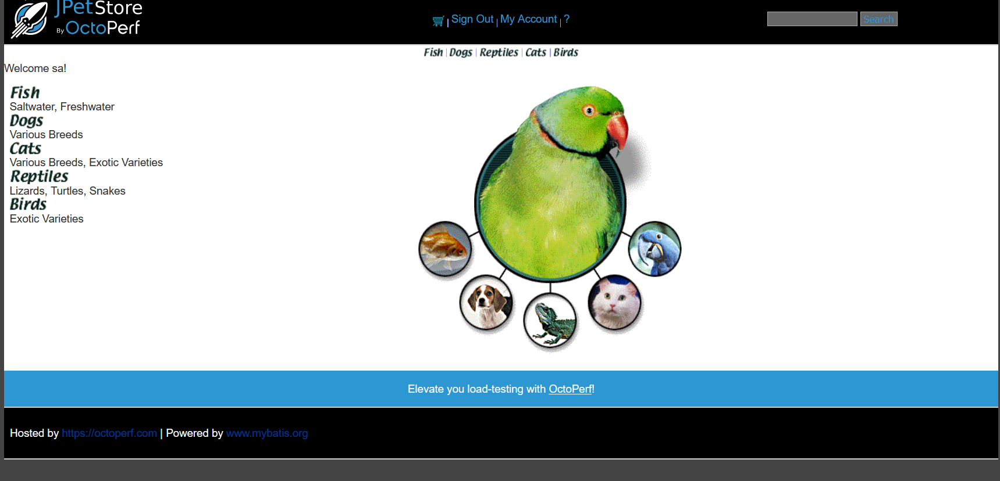 JPetStore
By OctoPerf
Sign Out My Account ?
Search
Fish Dogs Reptiles Cats Birds
Welcome sa!
Fish
Saltwater, Freshwater
Dogs
Various Breeds
Cats
Various Breeds, Exotic Varieties
Reptiles
Lizards, Turtles, Snakes
Birds
Exotic Varieties
Elevate you load-testing with OctoPerf!
Hosted by https://octoperf.com | Powered by www.mybatis.org